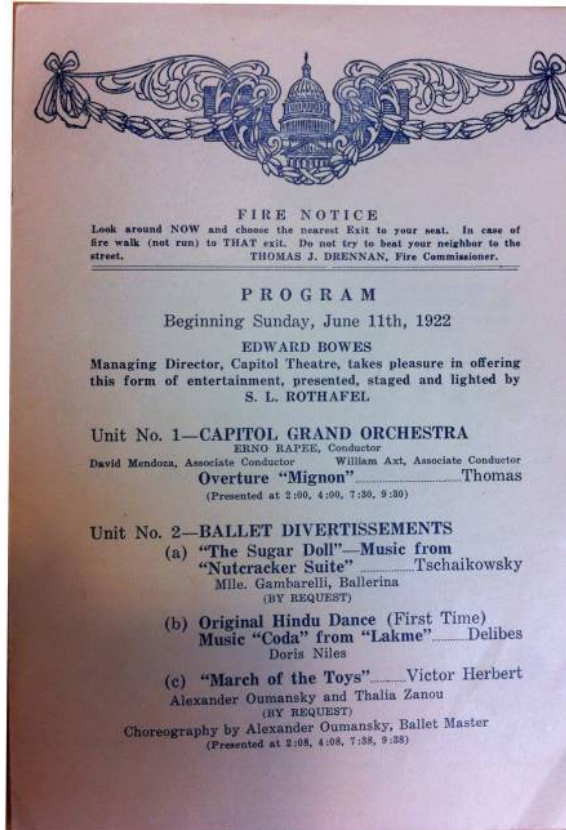 FIRE NOTICE
Look around NOW and choose the nearest Exit to your seat. In case of
fire walk (not run) to THAT exit. Do not try to beat your neighbor to the
street. THOMAS J. DRENNAN, Fire Commissioner.
PROGRAM
Beginning Sunday, June 11th, 1922
EDWARD BOWES
Managing Director, Capitol Theatre, takes pleasure in offering
this form of entertainment, presented, staged and lighted by
S. L. ROTHAFEL
Unit No. 1—CAPITOL GRAND ORCHESTRA
ERNO RAPEE, Conductor
David Mendoza, Associate Conductor William Axt, Associate Conductor
Overture "Mignon"..............................Thomas
(Presented at 2:00, 4:00, 7:30, 9:30)
Unit No. 2—BALLET DIVERTISSEMENTS
(a) "The Sugar Doll"—Music from
"Nutcracker Suite" ...............Tschaikowsky
Mlle. Gambarelli, Ballerina
(BY REQUEST)
(b) Original Hindu Dance (First Time)
Music "Coda" from "Lakme"..........Delibes
Doris Niles
(c) "March of the Toys"..........Victor Herbert
Alexander Oumansky and Thalia Zanou
(BY REQUEST)
Choreography by Alexander Oumansky, Ballet Master
(Presented at 2:08, 4:08, 7:38, 9:38)